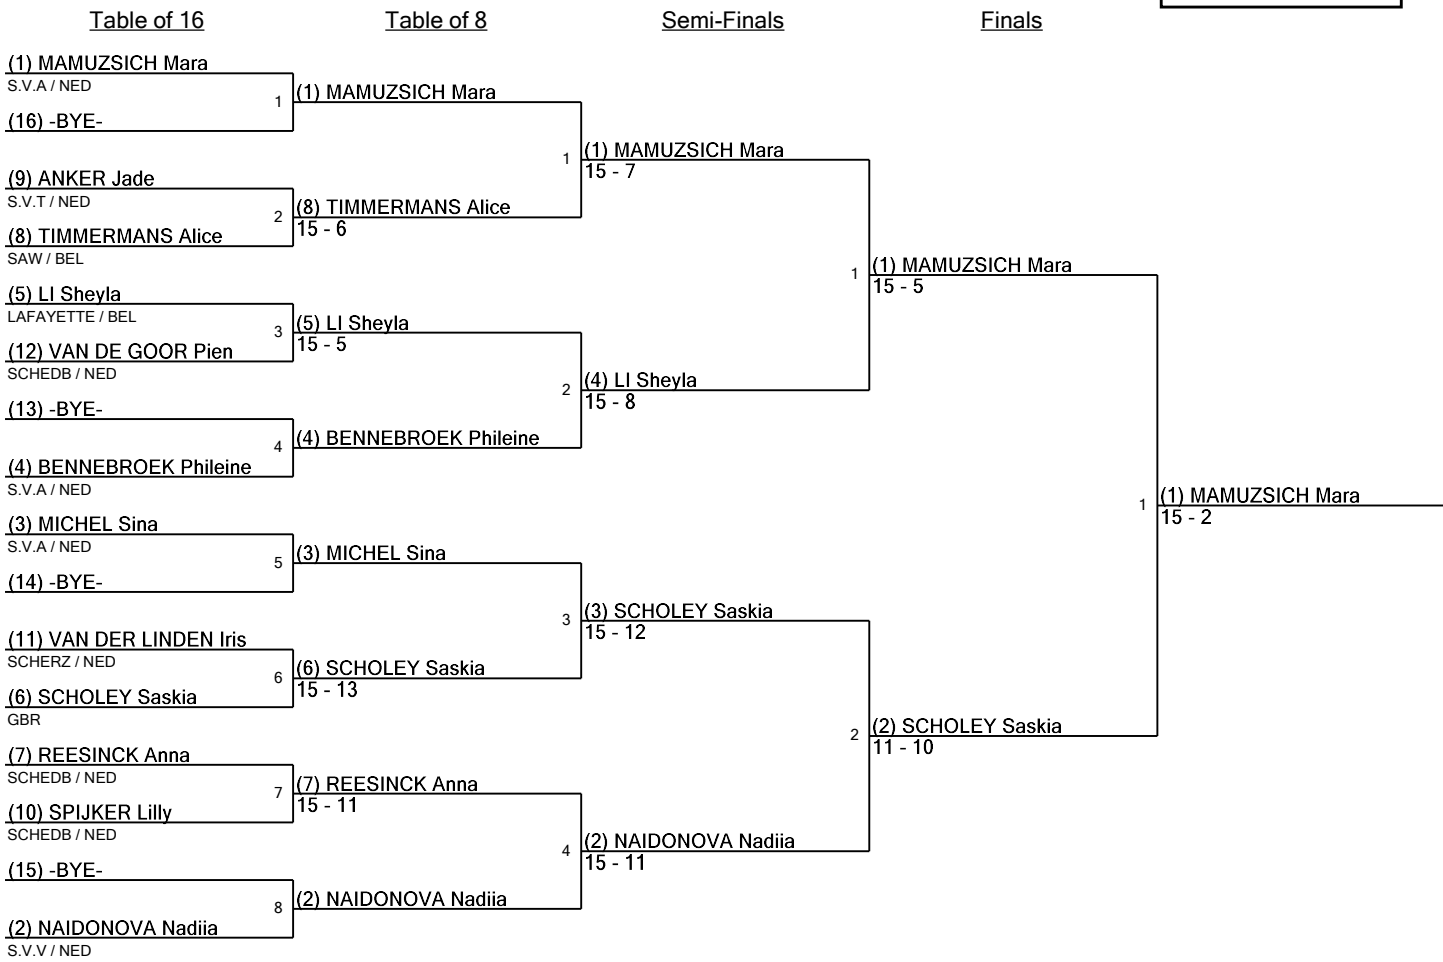 Table of 16
Table of 8
Semi-Finals
Finals
(1) MAMUZSICH Mara
S.V.A / NED
1
(16) -BYE-
(9) ANKER Jade
S.V.T / NED
2
(8) TIMMERMANS Alice
SAW / BEL
(5) LI Sheyla
LAFAYETTE / BEL
3
(12) VAN DE GOOR Pien
SCHEDB / NED
(13) -BYE-
4
(4) BENNEBROEK Phileine
S.V.A / NED
(3) MICHEL Sina
S.V.A / NED
5
(14) -BYE-
(11) VAN DER LINDEN Iris
SCHERZ / NED
6
(6) SCHOLEY Saskia
GBR
(7) REESINCK Anna
SCHEDB / NED
7
(10) SPIJKER Lilly
SCHEDB / NED
(15) -BYE-
8
(2) NAIDONOVA Nadiia
S.V.V / NED
(1) MAMUZSICH Mara
1
(8) TIMMERMANS Alice
15 - 6
(5) LI Sheyla
15 - 5
2
(4) BENNEBROEK Phileine
(3) MICHEL Sina
3
(6) SCHOLEY Saskia
15 - 13
(7) REESINCK Anna
15 - 11
4
(2) NAIDONOVA Nadiia
(1) MAMUZSICH Mara
15 - 7
1
(4) LI Sheyla
15 - 8
(3) SCHOLEY Saskia
15 - 12
2
(2) NAIDONOVA Nadiia
15 - 11
(1) MAMUZSICH Mara
15 - 5
1
(2) SCHOLEY Saskia
11 - 10
(1) MAMUZSICH Mara
15 - 2